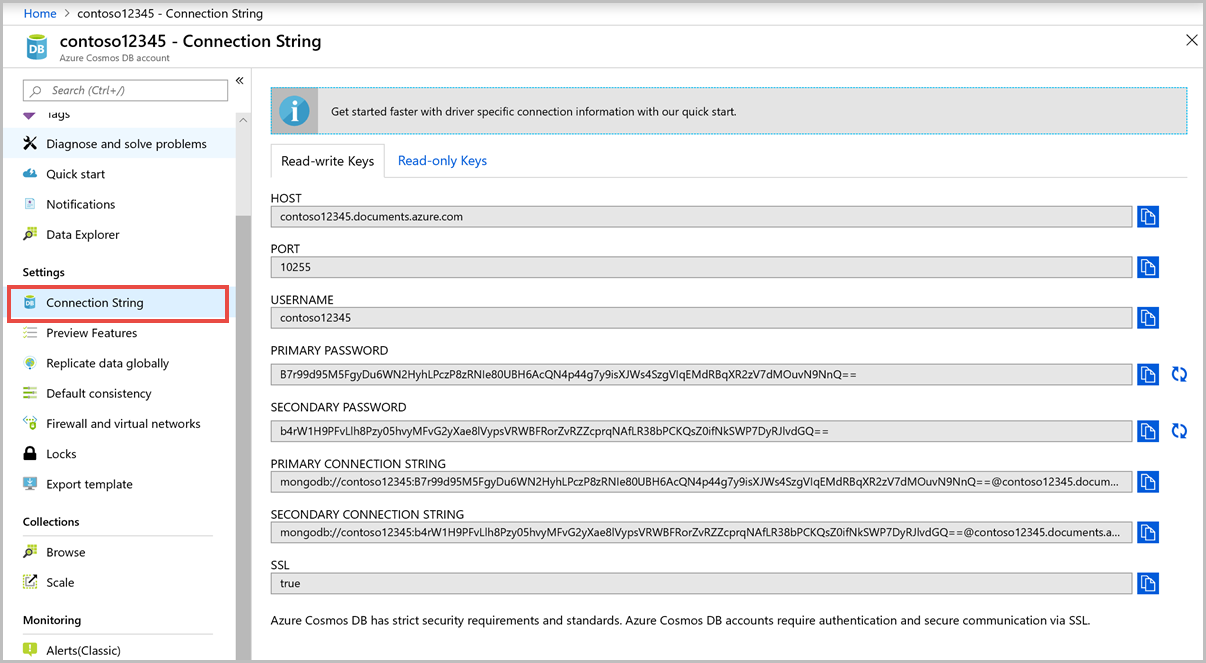 Home > contoso12345 - Connection String
contoso12345 - Connection String
Azure Cosmos DB account
Search (Ctrl+/)
Tags
Diagnose and solve problems
Quick start
Notifications
Data Explorer
Settings
Connection String
Preview Features
Replicate data globally
Default consistency
Firewall and virtual networks
Locks
Export template
Collections
Browse
Scale
Monitoring
Alerts(Classic)
Get started faster with driver specific connection information with our quick start.
Read-write Keys
Read-only Keys
HOST
contoso12345.documents.azure.com
PORT
10255
USERNAME
contoso12345
PRIMARY PASSWORD
B7r99d95M5FgyDu6WN2HyhLPczP8zRNIe80UBH6AcQN4p44g7y9isXJWs4SzgVIqEMdRBqXR2zV7dMOuvN9NnQ==
SECONDARY PASSWORD
b4rW1H9PFvLlh8Pzy05hvyMFvG2yXae8lVypsVRWBFRorZvRZZcprqNAfLR38bPCKQsZ0ifNkSWP7DyRJlvdGQ==
PRIMARY CONNECTION STRING
mongodb://contoso12345:B7r99d95M5FgyDu6WN2HyhLPczP8zRNIe80UBH6AcQN4p44g7y9isXJWs4SzgVIqEMdRBqXR2zV7dMOuvN9NnQ==@contoso12345.docum...
SECONDARY CONNECTION STRING
mongodb://contoso12345:b4rW1H9PFvLlh8Pzy05hvyMFvG2yXae8lVypsVRWBFRorZvRZZcprqNAfLR38bPCKQsZ0ifNkSWP7DyRJlvdGQ==@contoso12345.documents.a...
SSL
true
Azure Cosmos DB has strict security requirements and standards. Azure Cosmos DB accounts require authentication and secure communication via SSL.